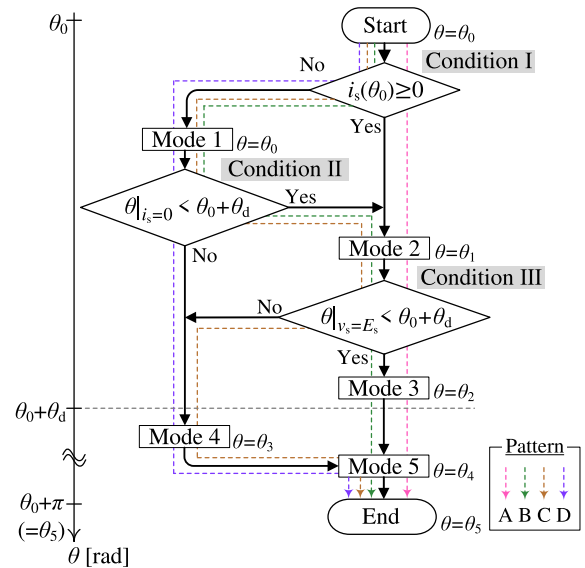 θ₀
Start
θ=θ₀
Condition I
No
iₛ(θ₀)≥0
Yes
Mode 1
θ=θ₀
Condition II
Yes
θ|iₛ=0 < θ₀+θd
No
Mode 2
θ=θ₁
Condition III
No
θ|vₛ=Eₛ < θ₀+θd
Yes
Mode 3
θ=θ₂
θ₀+θd
Mode 4
θ=θ₃
Mode 5
θ=θ₄
Pattern
A B C D
θ₀+π
(=θ₅)
End
θ=θ₅
θ [rad]